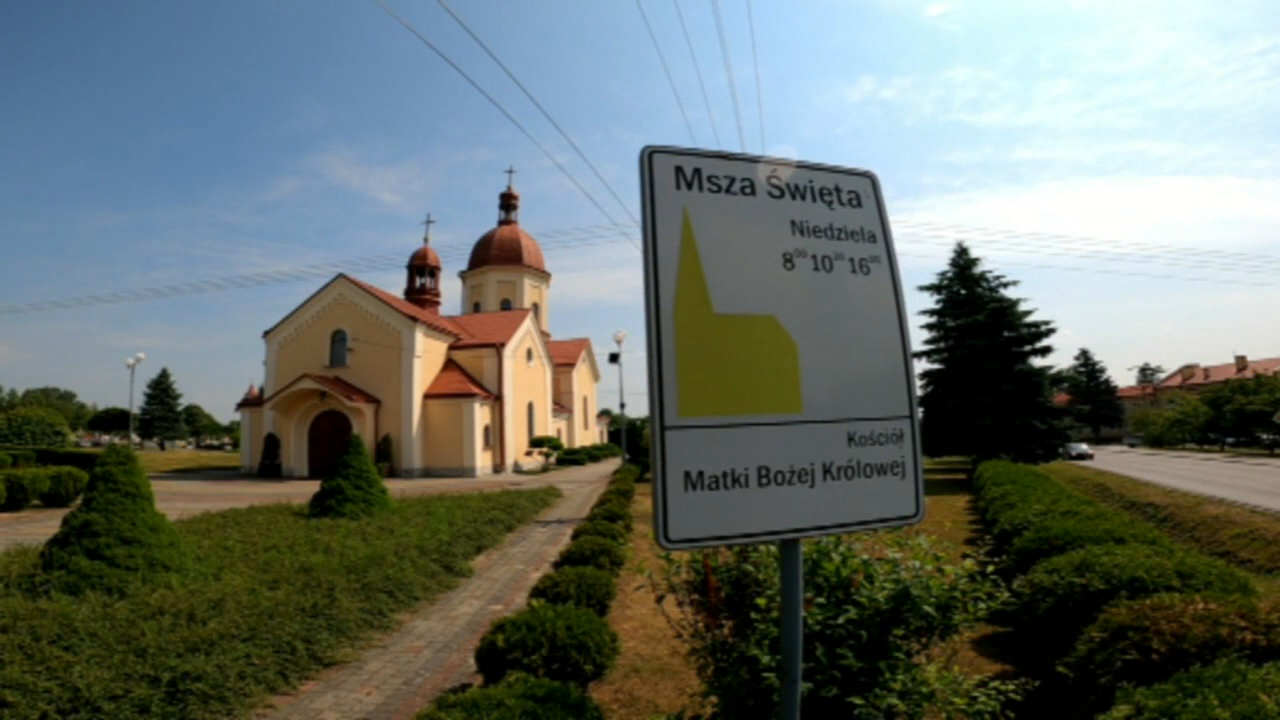 Msza Święta
Niedziela
8⁰⁰ 10³⁰ 16⁰⁰
Kościół
Matki Bożej Królowej